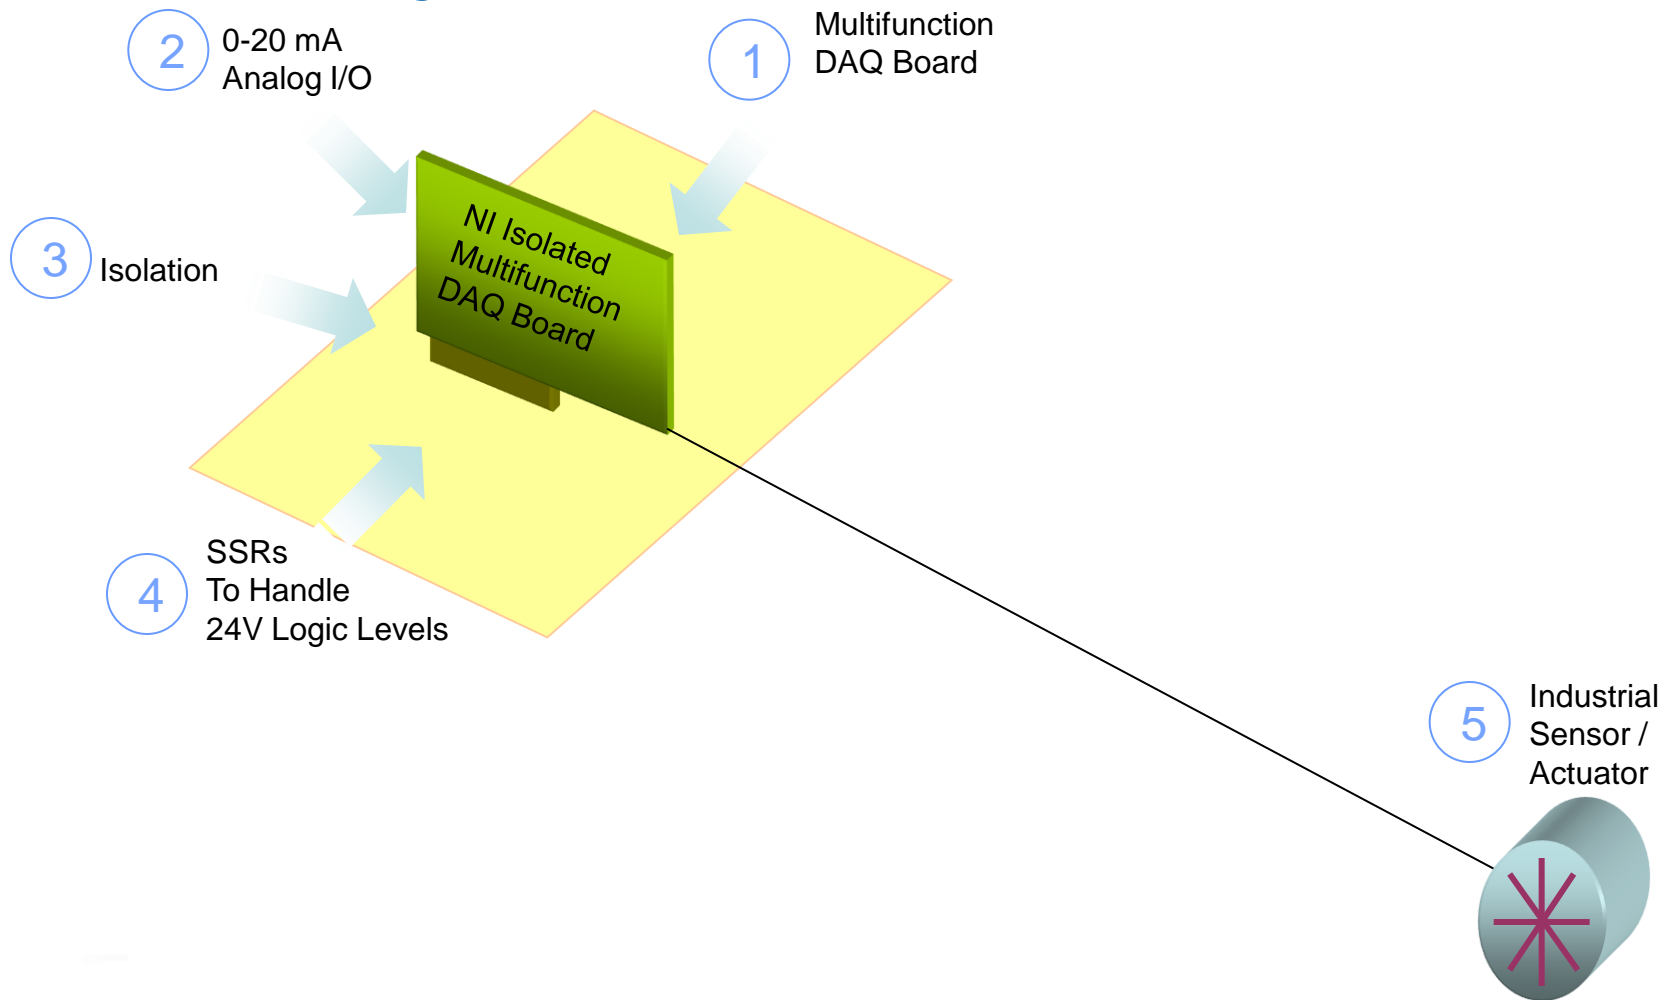 2
0-20 mA
Analog I/O
1
Multifunction
DAQ Board
3
Isolation
NI Isolated
Multifunction
DAQ Board
4
SSRs
To Handle
24V Logic Levels
5
Industrial
Sensor /
Actuator